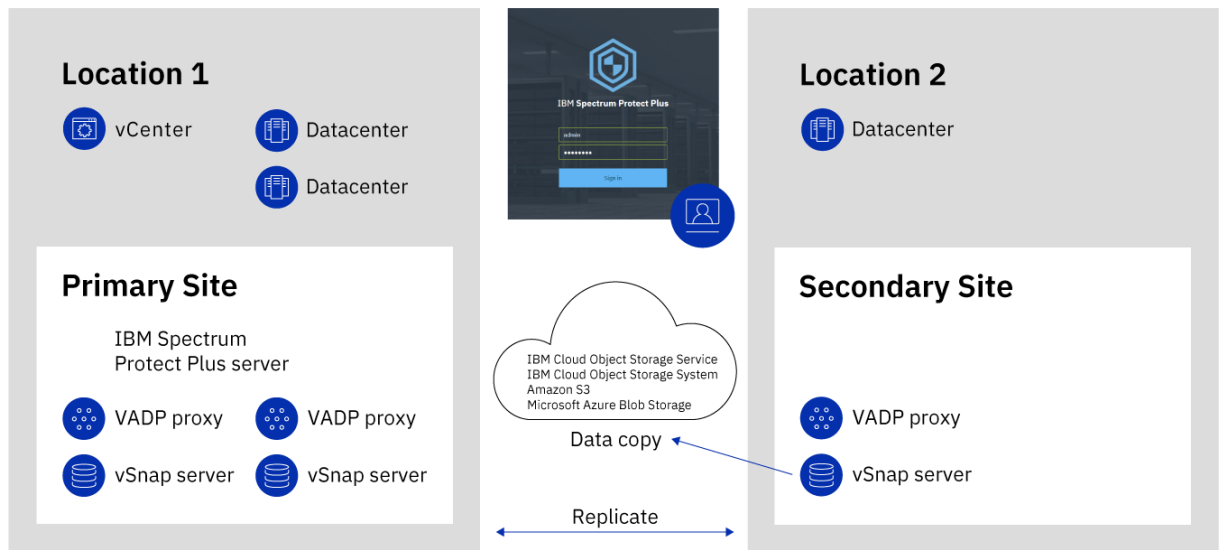 Location 1
vCenter
Datacenter
Datacenter
Primary Site
IBM Spectrum
Protect Plus server
VADP proxy
VADP proxy
vSnap server
vSnap server
IBM Spectrum Protect Plus
admin
••••••••
Sign in
IBM Cloud Object Storage Service
IBM Cloud Object Storage System
Amazon S3
Microsoft Azure Blob Storage
Data copy
Replicate
Location 2
Datacenter
Secondary Site
VADP proxy
vSnap server